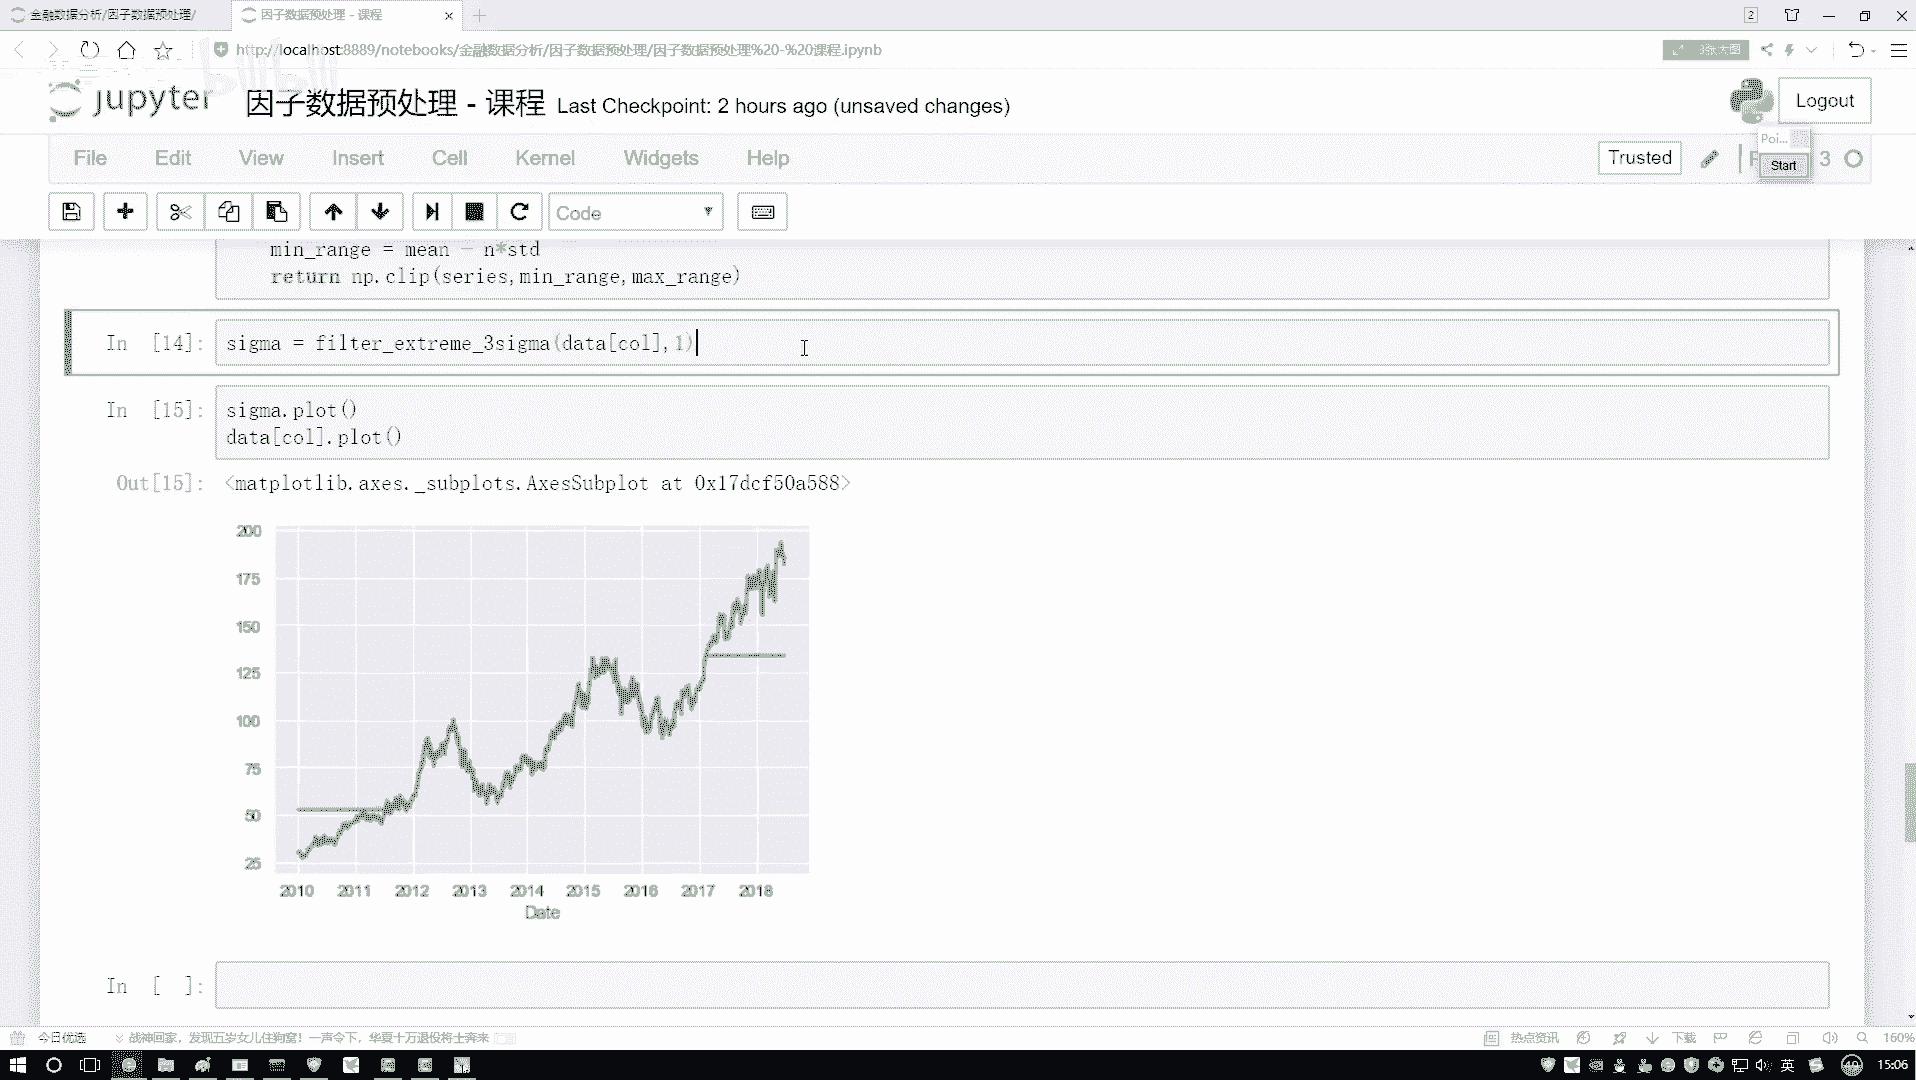 金融数据分析/因子数据预处理/
因子数据预处理 - 课程
2
http://localhost:8889/notebooks/金融数据分析/因子数据预处理/因子数据预处理%20-%20课程.ipynb
3张大图
jupyter
因子数据预处理 - 课程
Last Checkpoint: 2 hours ago (unsaved changes)
Logout
File Edit View Insert Cell Kernel Widgets Help
Poi...
Start
Trusted
3
Code
min_range = mean - n*std
return np.clip(series,min_range,max_range)
In [14]: sigma = filter_extreme_3sigma(data[col],1)
In [15]: sigma.plot()
data[col].plot()
Out[15]: <matplotlib.axes._subplots.AxesSubplot at 0x17dcf50a588>
200
175
150
125
100
75
50
25
2010 2011 2012 2013 2014 2015 2016 2017 2018
Date
In [ ]:
今日优选
战神回家，发现五岁女儿住狗窝！一声令下，华夏十万退役将士奔来
热点资讯
下载
160%
英
15:06